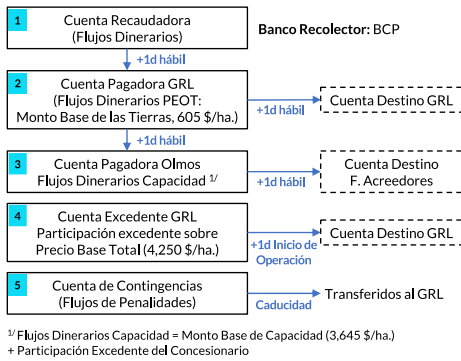 1
Cuenta Recaudadora
(Flujos Dinerarios)
Banco Recolector: BCP
+1d hábil
2
Cuenta Pagadora GRL
(Flujos Dinerarios PEOT:
Monto Base de las Tierras, 605 $/ha.)
+1d hábil
Cuenta Destino GRL
+1d hábil
3
Cuenta Pagadora Olmos
Flujos Dinerarios Capacidad 1/
+1d hábil
Cuenta Destino
F. Acreedores
4
Cuenta Excedente GRL
Participación excedente sobre
Precio Base Total (4,250 $/ha.)
+1d Inicio de
Operación
Cuenta Destino GRL
5
Cuenta de Contingencias
(Flujos de Penalidades)
Caducidad
Transferidos al GRL
1/ Flujos Dinerarios Capacidad = Monto Base de Capacidad (3,645 $/ha.)
+ Participación Excedente del Concesionario